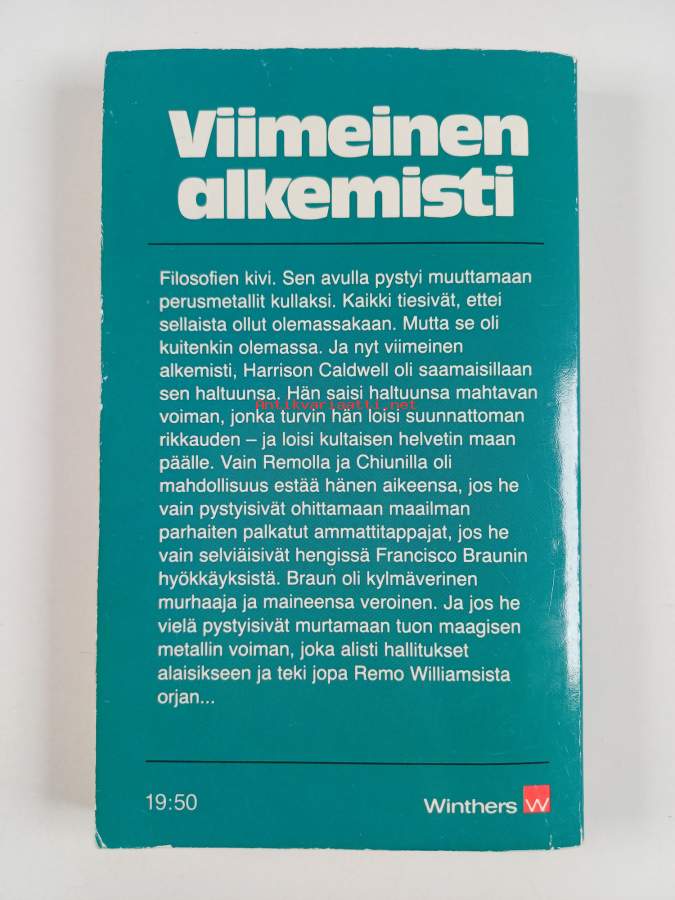 Viimeinen
alkemisti
Filosofien kivi. Sen avulla pystyi muuttamaan
perusmetallit kullaksi. Kaikki tiesivät, ettei
sellaista ollut olemassakaan. Mutta se oli
kuitenkin olemassa. Ja nyt viimeinen
alkemisti, Harrison Caldwell oli saamaisillaan
sen haltuunsa. Hän saisi haltuunsa mahtavan
Antikvariaatti.net
voiman, jonka turvin hän loisi suunnattoman
rikkauden – ja loisi kultaisen helvetin maan
päälle. Vain Remolla ja Chiunilla oli
mahdollisuus estää hänen aikeensa, jos he
vain pystyisivät ohittamaan maailman
parhaiten palkatut ammattitappajat, jos he
vain selviäisivät hengissä Francisco Braunin
hyökkäyksistä. Braun oli kylmäverinen
murhaaja ja maineensa veroinen. Ja jos he
vielä pystyisivät murtamaan tuon maagisen
metallin voiman, joka alisti hallitukset
alaisikseen ja teki jopa Remo Williamsista
orjan...
19:50
Winthers W